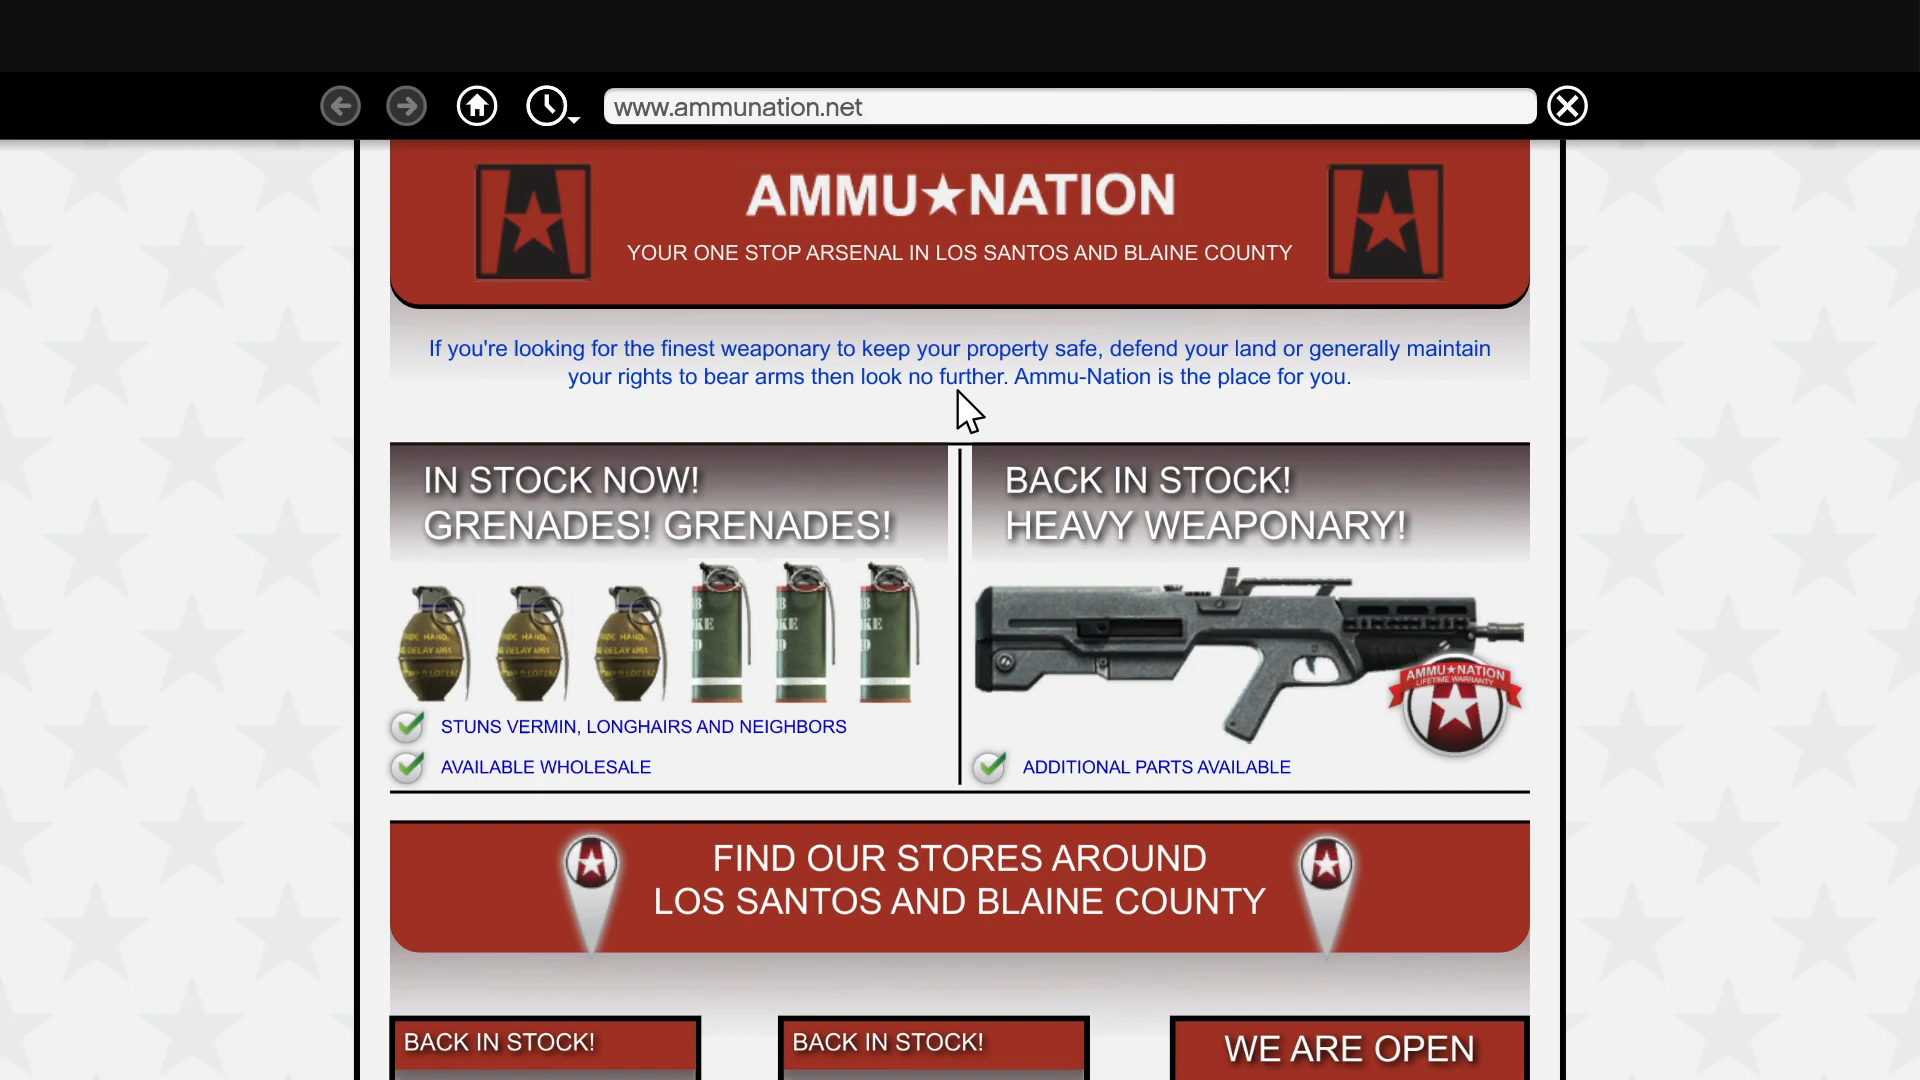 www.ammunation.net
AMMU★NATION
YOUR ONE STOP ARSENAL IN LOS SANTOS AND BLAINE COUNTY
If you're looking for the finest weaponary to keep your property safe, defend your land or generally maintain
your rights to bear arms then look no further. Ammu-Nation is the place for you.
IN STOCK NOW!
GRENADES! GRENADES!
STUNS VERMIN, LONGHAIRS AND NEIGHBORS
AVAILABLE WHOLESALE
BACK IN STOCK!
HEAVY WEAPONARY!
AMMU★NATION
LIFETIME WARRANTY
ADDITIONAL PARTS AVAILABLE
FIND OUR STORES AROUND
LOS SANTOS AND BLAINE COUNTY
BACK IN STOCK!
BACK IN STOCK!
WE ARE OPEN